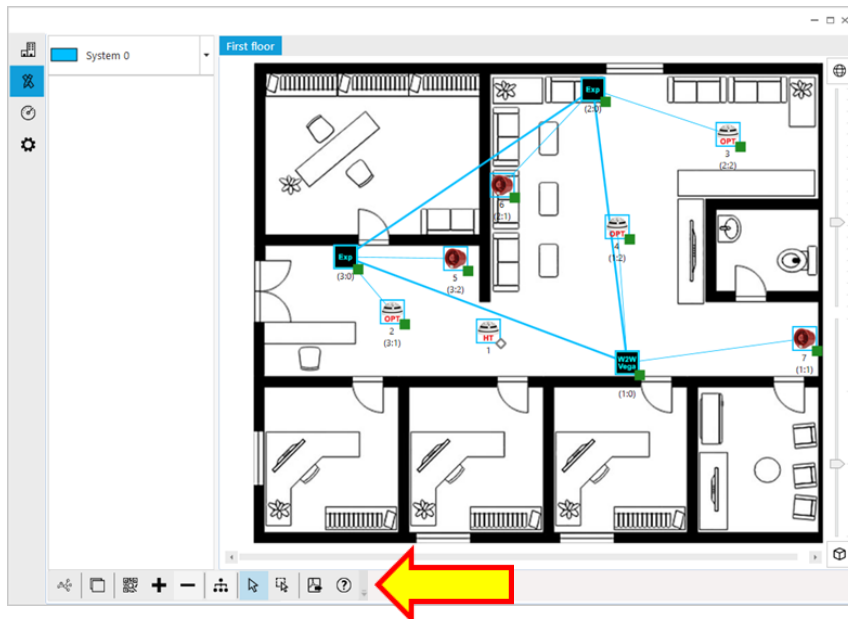 System 0
First floor
Exp
(2:0)
OPT
3
(2:2)
6
(2:1)
OPT
4
(1:2)
Exp
(3:0)
5
(3:2)
OPT
2
(3:1)
HT
1
7
(1:1)
W2W
Vega
(1:0)